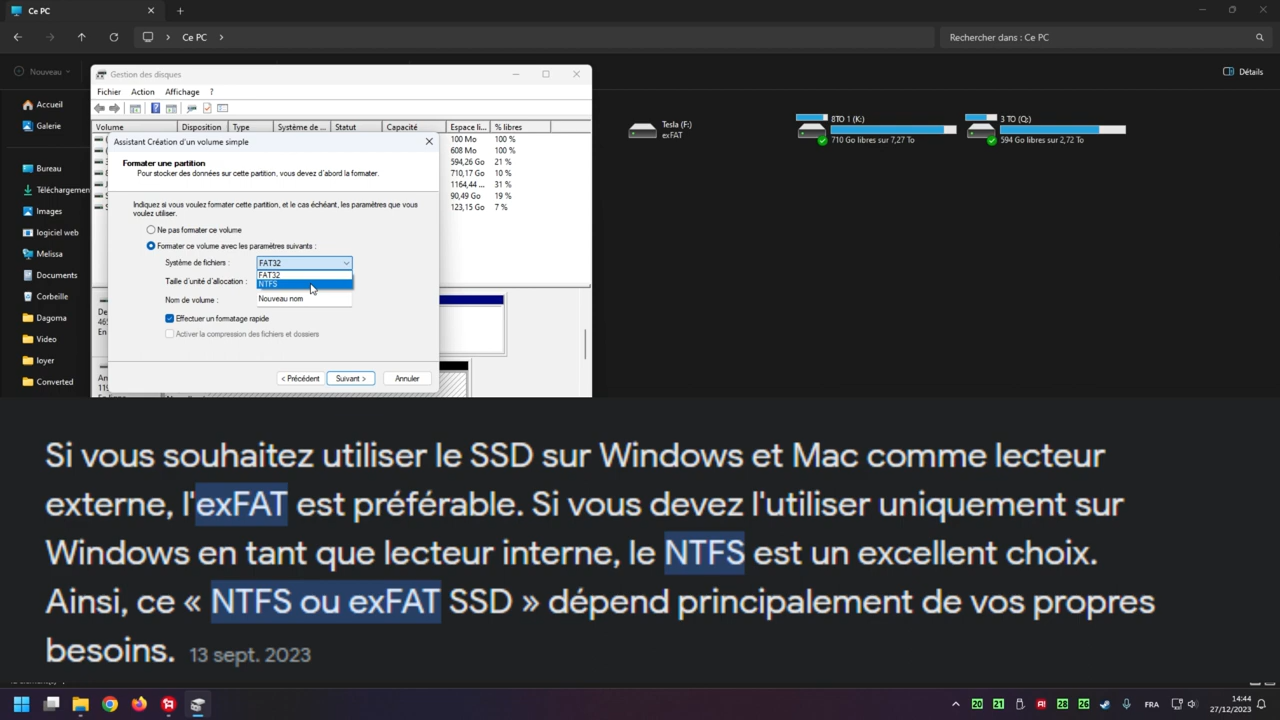 Ce PC
Ce PC
Rechercher dans : Ce PC
Nouveau
Détails
Accueil
Galerie
Bureau
Téléchargemen
Images
logiciel web
Melissa
Documents
Corbeille
Dagoma
Video
loyer
Converted
Gestion des disques
Fichier Action Affichage ?
Volume Disposition Type Système de ... Statut Capacité Espace li... % libres
100 Mo 100 %
608 Mo 100 %
594,26 Go 21 %
710,17 Go 10 %
1164,44 ... 31 %
90,49 Go 19 %
123,15 Go 7 %
Assistant Création d'un volume simple
Formater une partition
Pour stocker des données sur cette partition, vous devez d'abord la formater.
Indiquez si vous voulez formater cette partition, et le cas échéant, les paramètres que vous
voulez utiliser.
Ne pas formater ce volume
Formater ce volume avec les paramètres suivants :
Système de fichiers : FAT32
FAT32
NTFS
Taille d'unité d'allocation :
Nom de volume : Nouveau nom
Effectuer un formatage rapide
Activer la compression des fichiers et dossiers
< Précédent Suivant > Annuler
Tesla (F:)
exFAT
8TO 1 (K:)
710 Go libres sur 7,27 To
3 TO (Q:)
594 Go libres sur 2,72 To
Si vous souhaitez utiliser le SSD sur Windows et Mac comme lecteur
externe, l'exFAT est préférable. Si vous devez l'utiliser uniquement sur
Windows en tant que lecteur interne, le NTFS est un excellent choix.
Ainsi, ce « NTFS ou exFAT SSD » dépend principalement de vos propres
besoins. 13 sept. 2023
20 21 28 26 FRA 14:44
27/12/2023